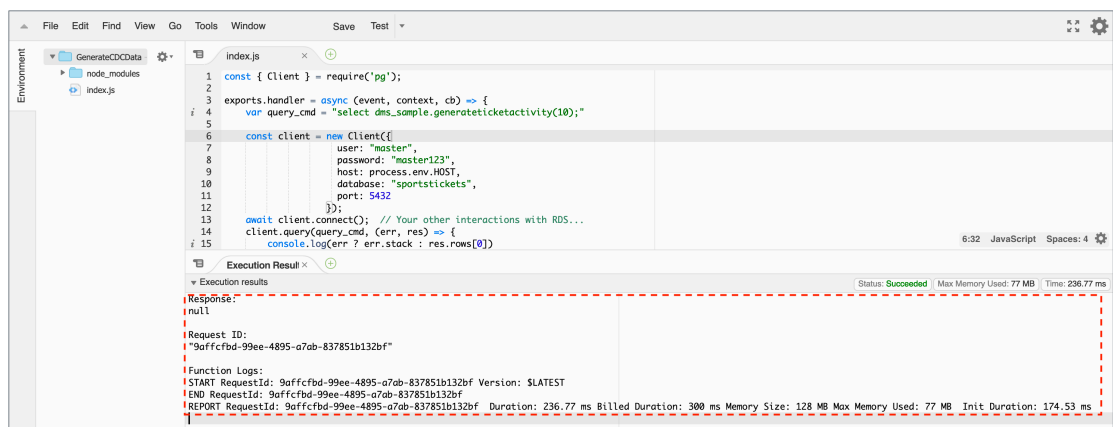 File Edit Find View Go Tools Window Save Test
Environment
GenerateCDCData
node_modules
index.js
index.js
1 const { Client } = require('pg');
2
3 exports.handler = async (event, context, cb) => {
4 var query_cmd = "select dms_sample.generateticketactivity(10);"
5
6 const client = new Client({
7 user: "master",
8 password: "master123",
9 host: process.env.HOST,
10 database: "sportstickets",
11 port: 5432
12 });
13 await client.connect(); // Your other interactions with RDS...
14 client.query(query_cmd, (err, res) => {
15 console.log(err ? err.stack : res.rows[0])
6:32 JavaScript Spaces: 4
Execution Result
Execution results
Status: Succeeded Max Memory Used: 77 MB Time: 236.77 ms
Response:
null
Request ID:
"9affcfbd-99ee-4895-a7ab-837851b132bf"
Function Logs:
START RequestId: 9affcfbd-99ee-4895-a7ab-837851b132bf Version: $LATEST
END RequestId: 9affcfbd-99ee-4895-a7ab-837851b132bf
REPORT RequestId: 9affcfbd-99ee-4895-a7ab-837851b132bf Duration: 236.77 ms Billed Duration: 300 ms Memory Size: 128 MB Max Memory Used: 77 MB Init Duration: 174.53 ms